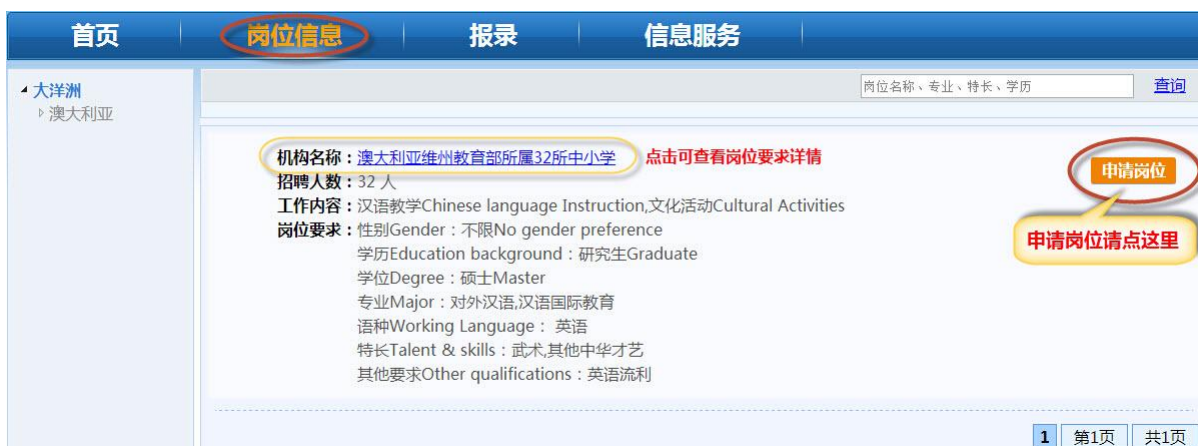 首页 岗位信息 报录 信息服务
大洋洲
澳大利亚
岗位名称、专业、特长、学历 查询
机构名称：澳大利亚维州教育部所属32所中小学 点击可查看岗位要求详情
招聘人数：32 人
工作内容：汉语教学Chinese language Instruction,文化活动Cultural Activities
岗位要求：性别Gender：不限No gender preference
学历Education background：研究生Graduate
学位Degree：硕士Master
专业Major：对外汉语,汉语国际教育
语种Working Language： 英语
特长Talent & skills：武术,其他中华才艺
其他要求Other qualifications：英语流利
申请岗位
申请岗位请点这里
1 第1页 共1页